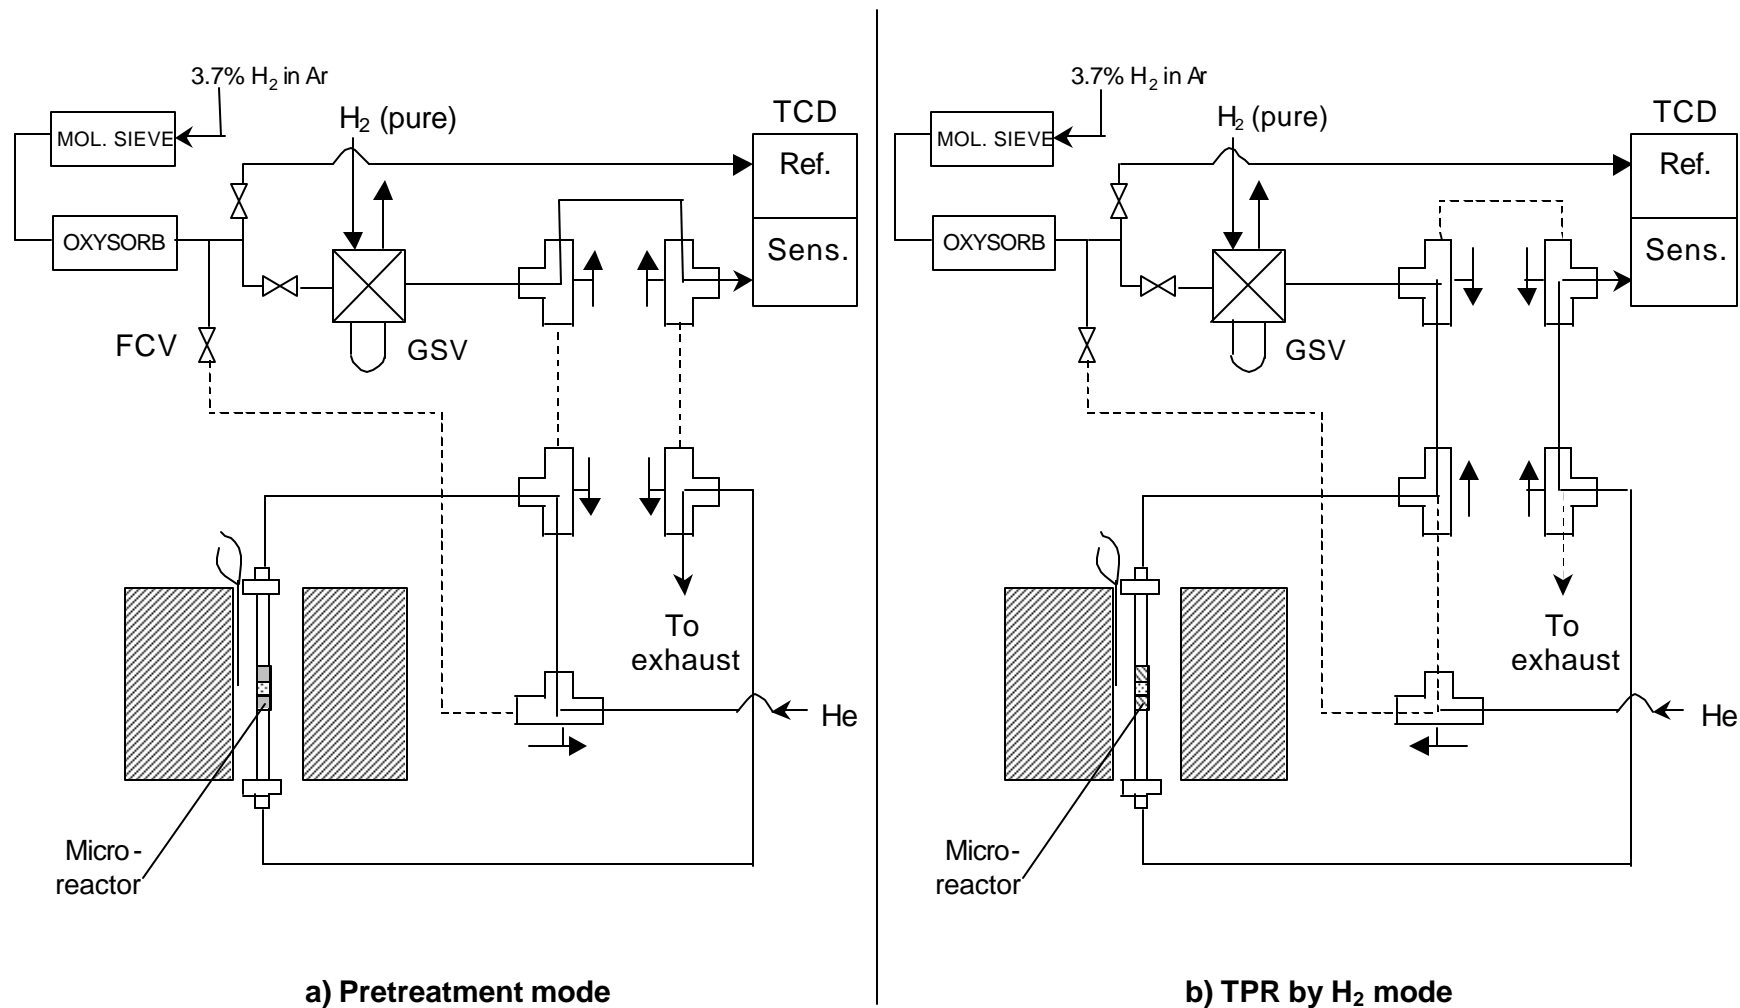 3.7% H₂ in Ar
H₂ (pure)
TCD
MOL. SIEVE
Ref.
OXYSORB
Sens.
FCV
GSV
To
exhaust
He
Micro-
reactor
a) Pretreatment mode
3.7% H₂ in Ar
H₂ (pure)
TCD
MOL. SIEVE
Ref.
OXYSORB
Sens.
GSV
To
exhaust
He
Micro-
reactor
b) TPR by H₂ mode